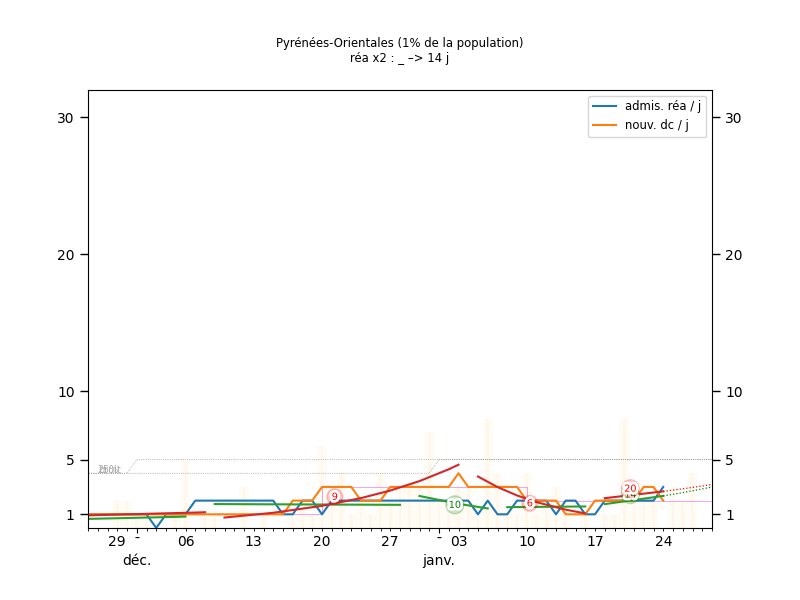 Pyrénées-Orientales (1% de la population)
réa x2 : _ –> 14 j
admis. réa / j
nouv. dc / j
30 30
20 20
10 10
5 5
1 1
9
10
6
20
14
29 - 06 13 20 27 - 03 10 17 24
déc. janv.